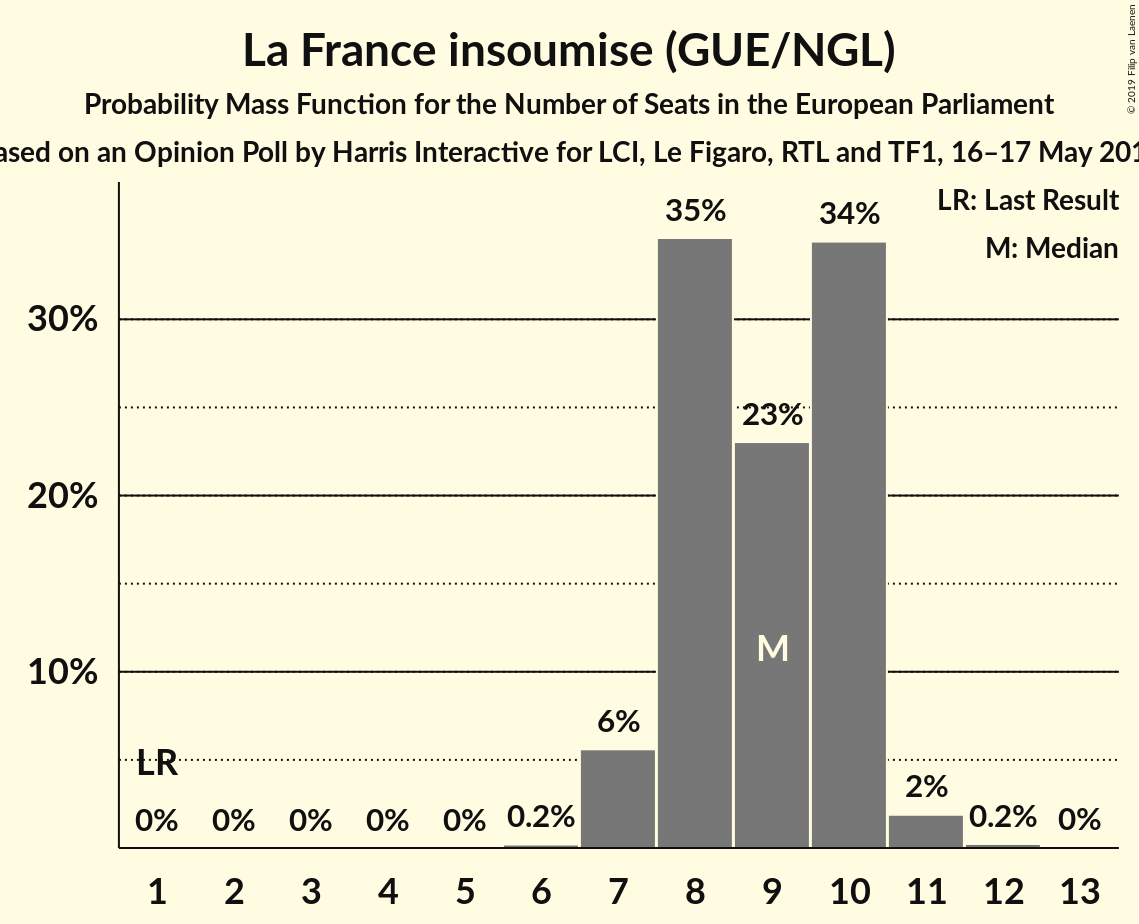 © 2019 Filip van Laenen
La France insoumise (GUE/NGL)
Probability Mass Function for the Number of Seats in the European Parliament
ased on an Opinion Poll by Harris Interactive for LCI, Le Figaro, RTL and TF1, 16–17 May 201
LR: Last Result
M: Median
35%
34%
30%
23%
20%
M
10%
6%
LR
2%
0%
0%
0%
0%
0%
0.2%
0.2%
0%
1 2 3 4 5 6 7 8 9 10 11 12 13